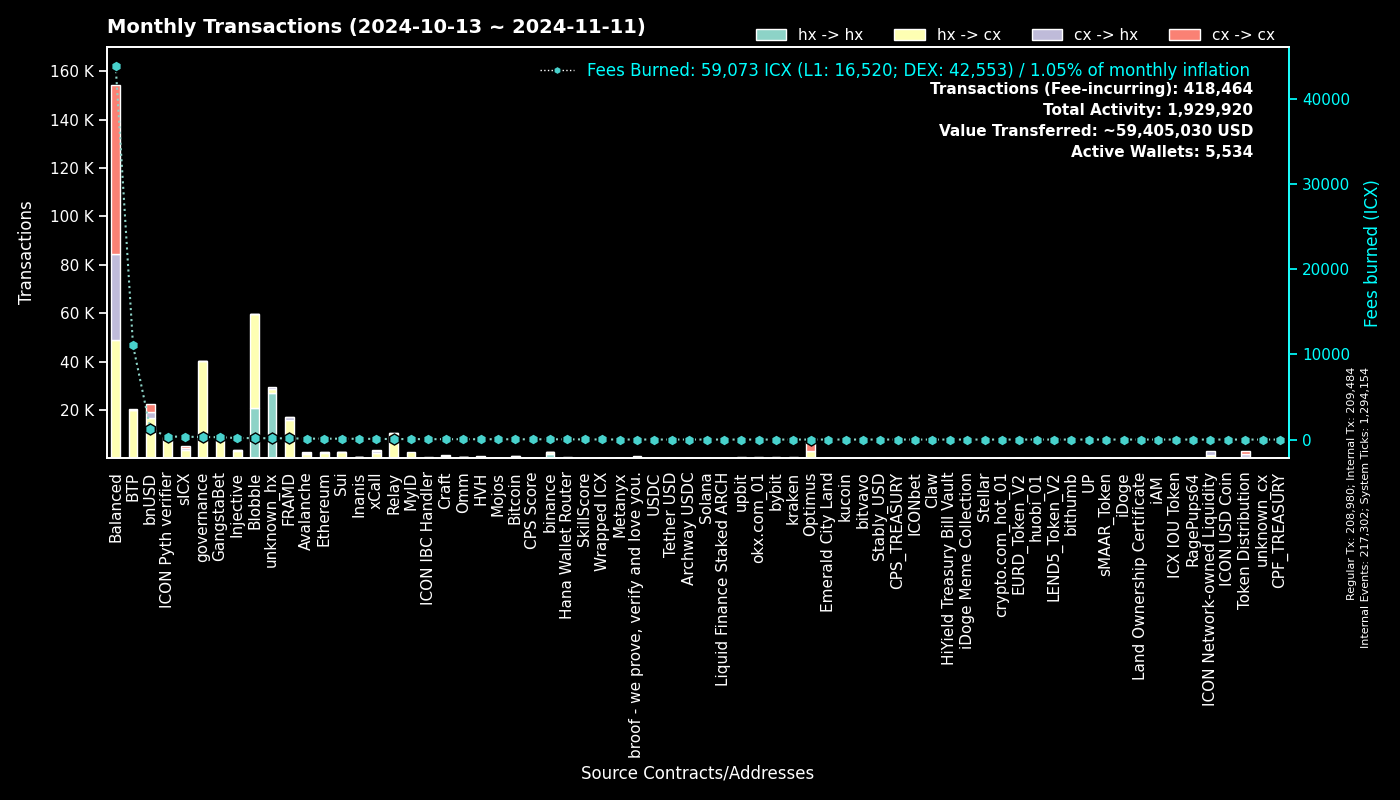 Monthly Transactions (2024-10-13 ~ 2024-11-11)
hx -> hx
hx -> cx
cx -> hx
cx -> cx
Fees Burned: 59,073 ICX (L1: 16,520; DEX: 42,553) / 1.05% of monthly inflation
Transactions (Fee-incurring): 418,464
Total Activity: 1,929,920
Value Transferred: ~59,405,030 USD
Active Wallets: 5,534
Transactions
160 K
140 K
120 K
100 K
80 K
60 K
40 K
20 K
40000
30000
20000
10000
0
Fees burned (ICX)
Regular Tx: 208,980; Internal Tx: 209,484
Internal Events: 217,302; System Ticks: 1,294,154
Balanced
BTP
bnUSD
ICON Pyth verifier
sICX
governance
GangstaBet
Injective
Blobble
unknown_hx
FRAMD
Avalanche
Ethereum
Sui
Inanis
xCall
Relay
MyID
ICON IBC Handler
Craft
Omm
HVH
Mojos
Bitcoin
CPS Score
binance
Hana Wallet Router
SkillScore
Wrapped ICX
Metanyx
broof - we prove, verify and love you.
USDC
Tether USD
Archway USDC
Solana
Liquid Finance Staked ARCH
upbit
okx.com_01
bybit
kraken
Optimus
Emerald City Land
kucoin
bitvavo
Stably_USD
CPS_TREASURY
ICONbet
Claw
HiYield Treasury Bill Vault
iDoge Meme Collection
Stellar
crypto.com_hot_01
EURD_Token_V2
huobi_01
LEND5_Token_V2
bithumb
UP
sMAAR_Token
iDoge
Land Ownership Certificate
iAM
ICX IOU Token
RagePups64
ICON Network-owned Liquidity
ICON USD Coin
Token Distribution
unknown_cx
CPF_TREASURY
Source Contracts/Addresses